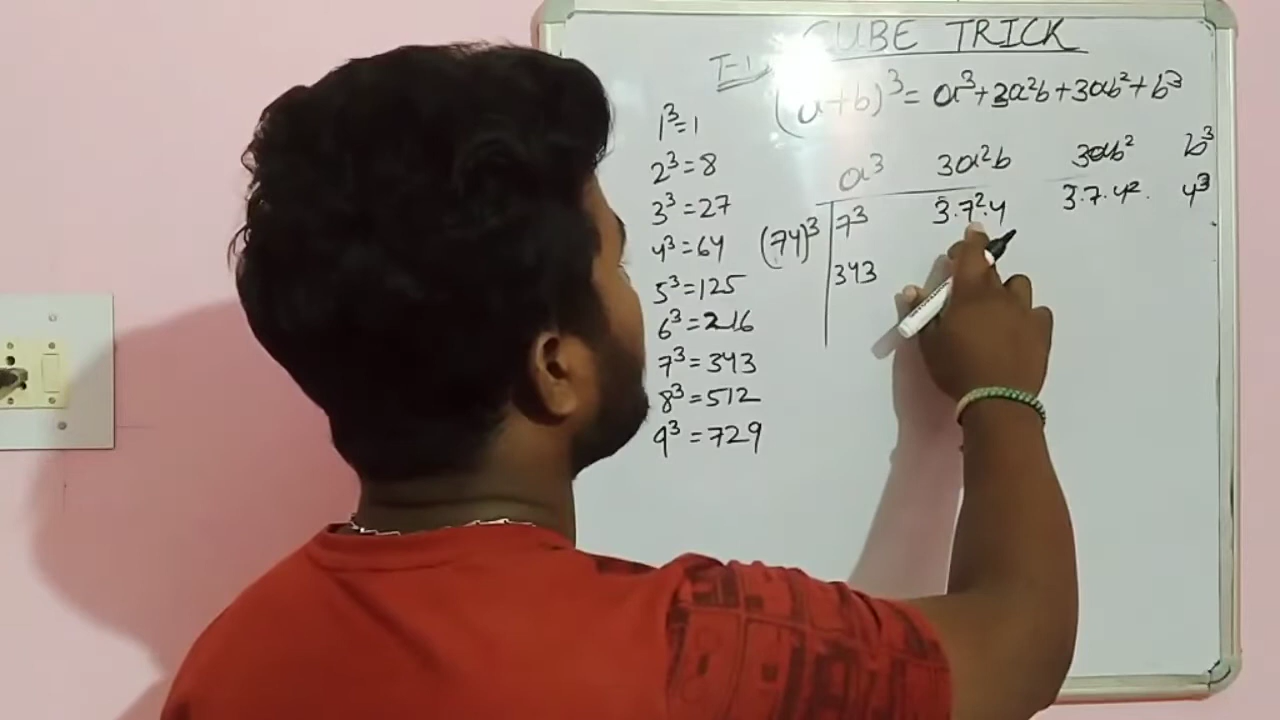 CUBE TRICK
T-1
(a+b)³ = a³+3a²b+3ab²+b³
1³=1
2³=8
3³=27
4³=64
5³=125
6³=216
7³=343
8³=512
9³=729
a³ 3a²b 3ab² b³
(74)³ 7³ 3·7²·4 3·7·4². 4³
343